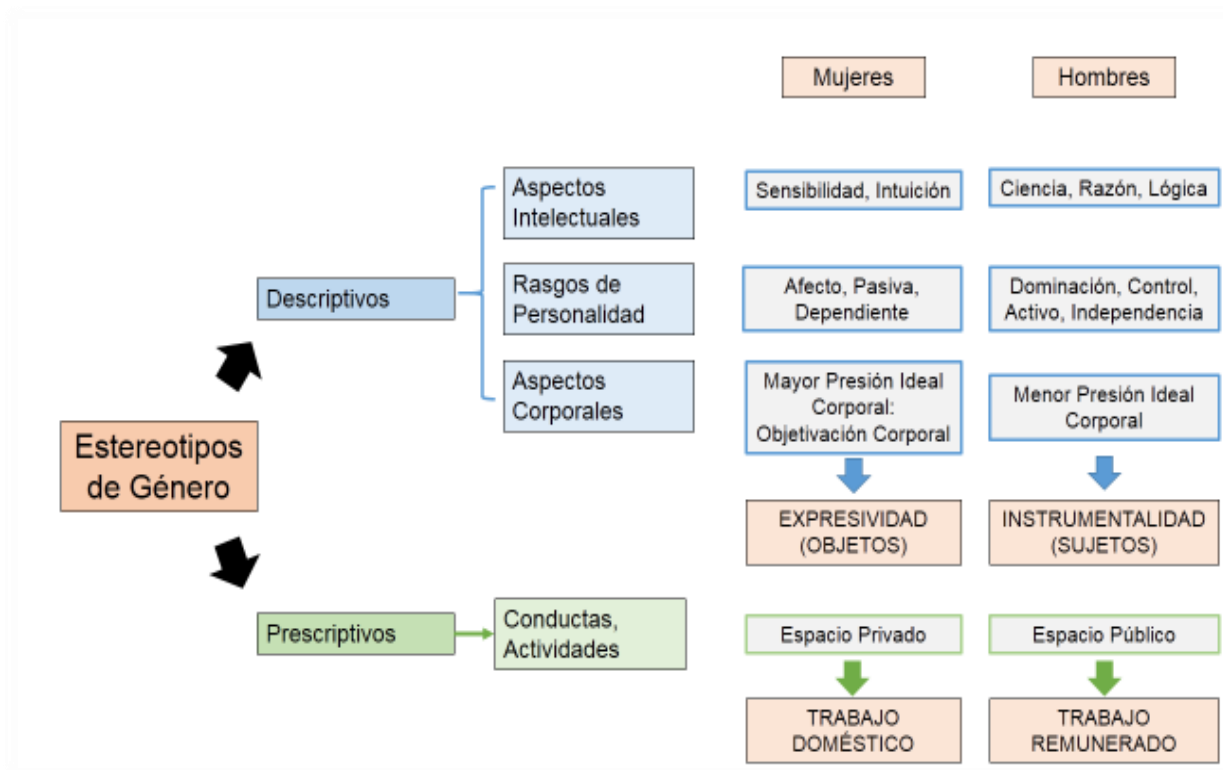 Mujeres
Hombres
Aspectos
Intelectuales
Sensibilidad, Intuición
Ciencia, Razón, Lógica
Descriptivos
Rasgos de
Personalidad
Afecto, Pasiva,
Dependiente
Dominación, Control,
Activo, Independencia
Aspectos
Corporales
Mayor Presión Ideal
Corporal:
Objetivación Corporal
Menor Presión Ideal
Corporal
Estereotipos
de Género
EXPRESIVIDAD
(OBJETOS)
INSTRUMENTALIDAD
(SUJETOS)
Prescriptivos
Conductas,
Actividades
Espacio Privado
Espacio Público
TRABAJO
DOMÉSTICO
TRABAJO
REMUNERADO